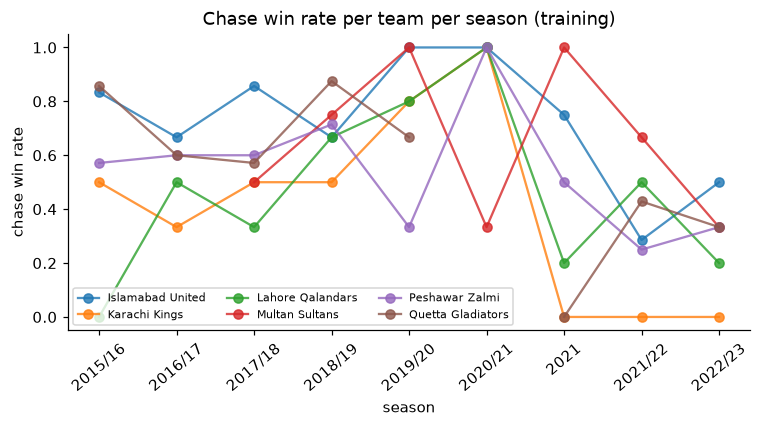 Chase win rate per team per season (training)
chase win rate
1.0
0.8
0.6
0.4
0.2
0.0
Islamabad United
Karachi Kings
Lahore Qalandars
Multan Sultans
Peshawar Zalmi
Quetta Gladiators
2015/16
2016/17
2017/18
2018/19
2019/20
2020/21
2021
2021/22
2022/23
season